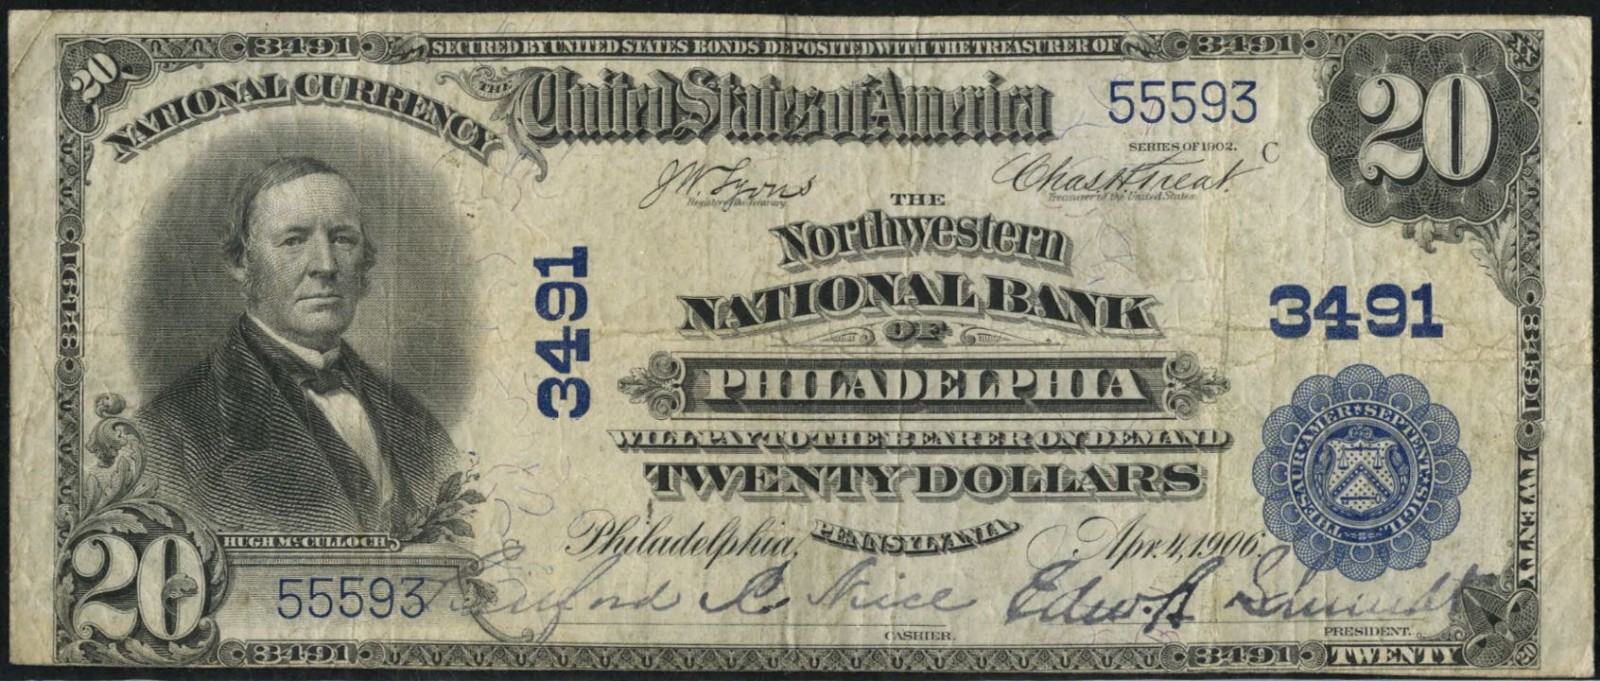 3491 SECURED BY UNITED STATES BONDS DEPOSITED WITH THE TREASURER OF 3491
20 NATIONAL CURRENCY
THE United States of America
55593
SERIES OF 1902. C
20
J W Lyons
Register of the Treasury.
Chas. H. Treat.
Treasurer of the United States.
THE
Northwestern
NATIONAL BANK
OF
PHILADELPHIA
WILL PAY TO THE BEARER ON DEMAND
TWENTY DOLLARS
Philadelphia, PENNSYLVANIA, Apr. 4, 1906.
3491
3491
3491
3491
THESAUR. AMER. SEPTENT. SIGIL.
HUGH McCULLOCH
20
55593
CASHIER.
Edw. A. Schmidt
PRESIDENT.
3491
3491 TWENTY 20